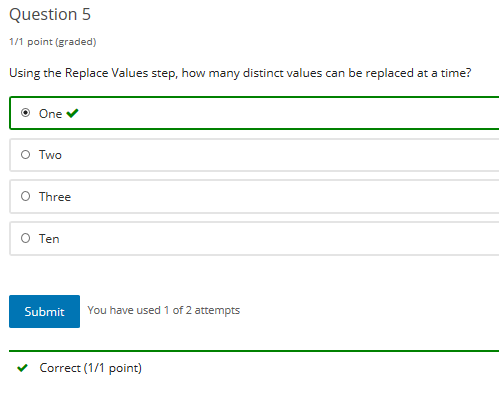 Question 5
1/1 point (graded)
Using the Replace Values step, how many distinct values can be replaced at a time?
One
Two
Three
Ten
Submit You have used 1 of 2 attempts
Correct (1/1 point)